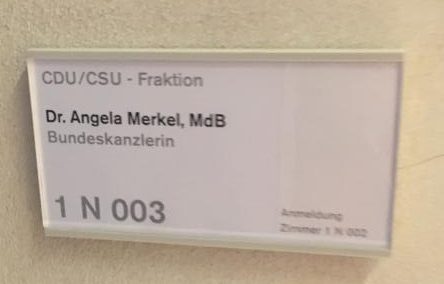 CDU/CSU - Fraktion
Dr. Angela Merkel, MdB
Bundeskanzlerin
1 N 003
Anmeldung
Zimmer 1 N 002